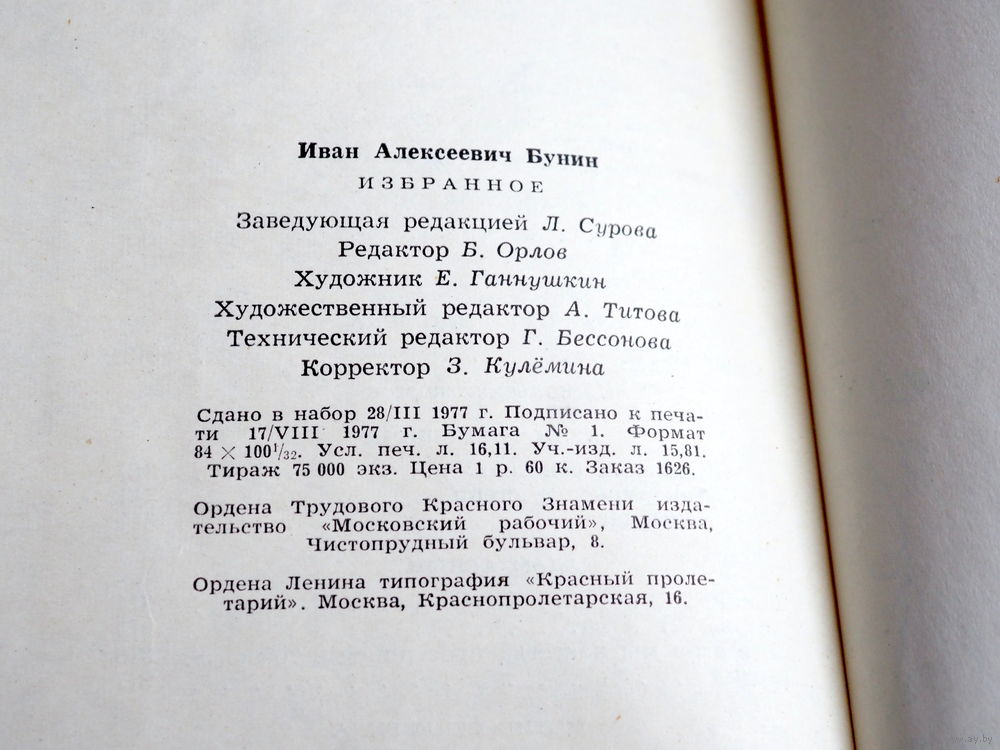 Иван Алексеевич Бунин
ИЗБРАННОЕ
Заведующая редакцией Л. Сурова
Редактор Б. Орлов
Художник Е. Ганнушкин
Художественный редактор А. Титова
Технический редактор Г. Бессонова
Корректор З. Кулёмина
Сдано в набор 28/III 1977 г. Подписано к печа-
ти 17/VIII 1977 г. Бумага № 1. Формат
84 × 100¹/₃₂. Усл. печ. л. 16,11. Уч.-изд. л. 15,81.
Тираж 75 000 экз. Цена 1 р. 60 к. Заказ 1626.
Ордена Трудового Красного Знамени изда-
тельство «Московский рабочий», Москва,
Чистопрудный бульвар, 8.
Ордена Ленина типография «Красный проле-
тарий». Москва, Краснопролетарская, 16.
www.ay.by